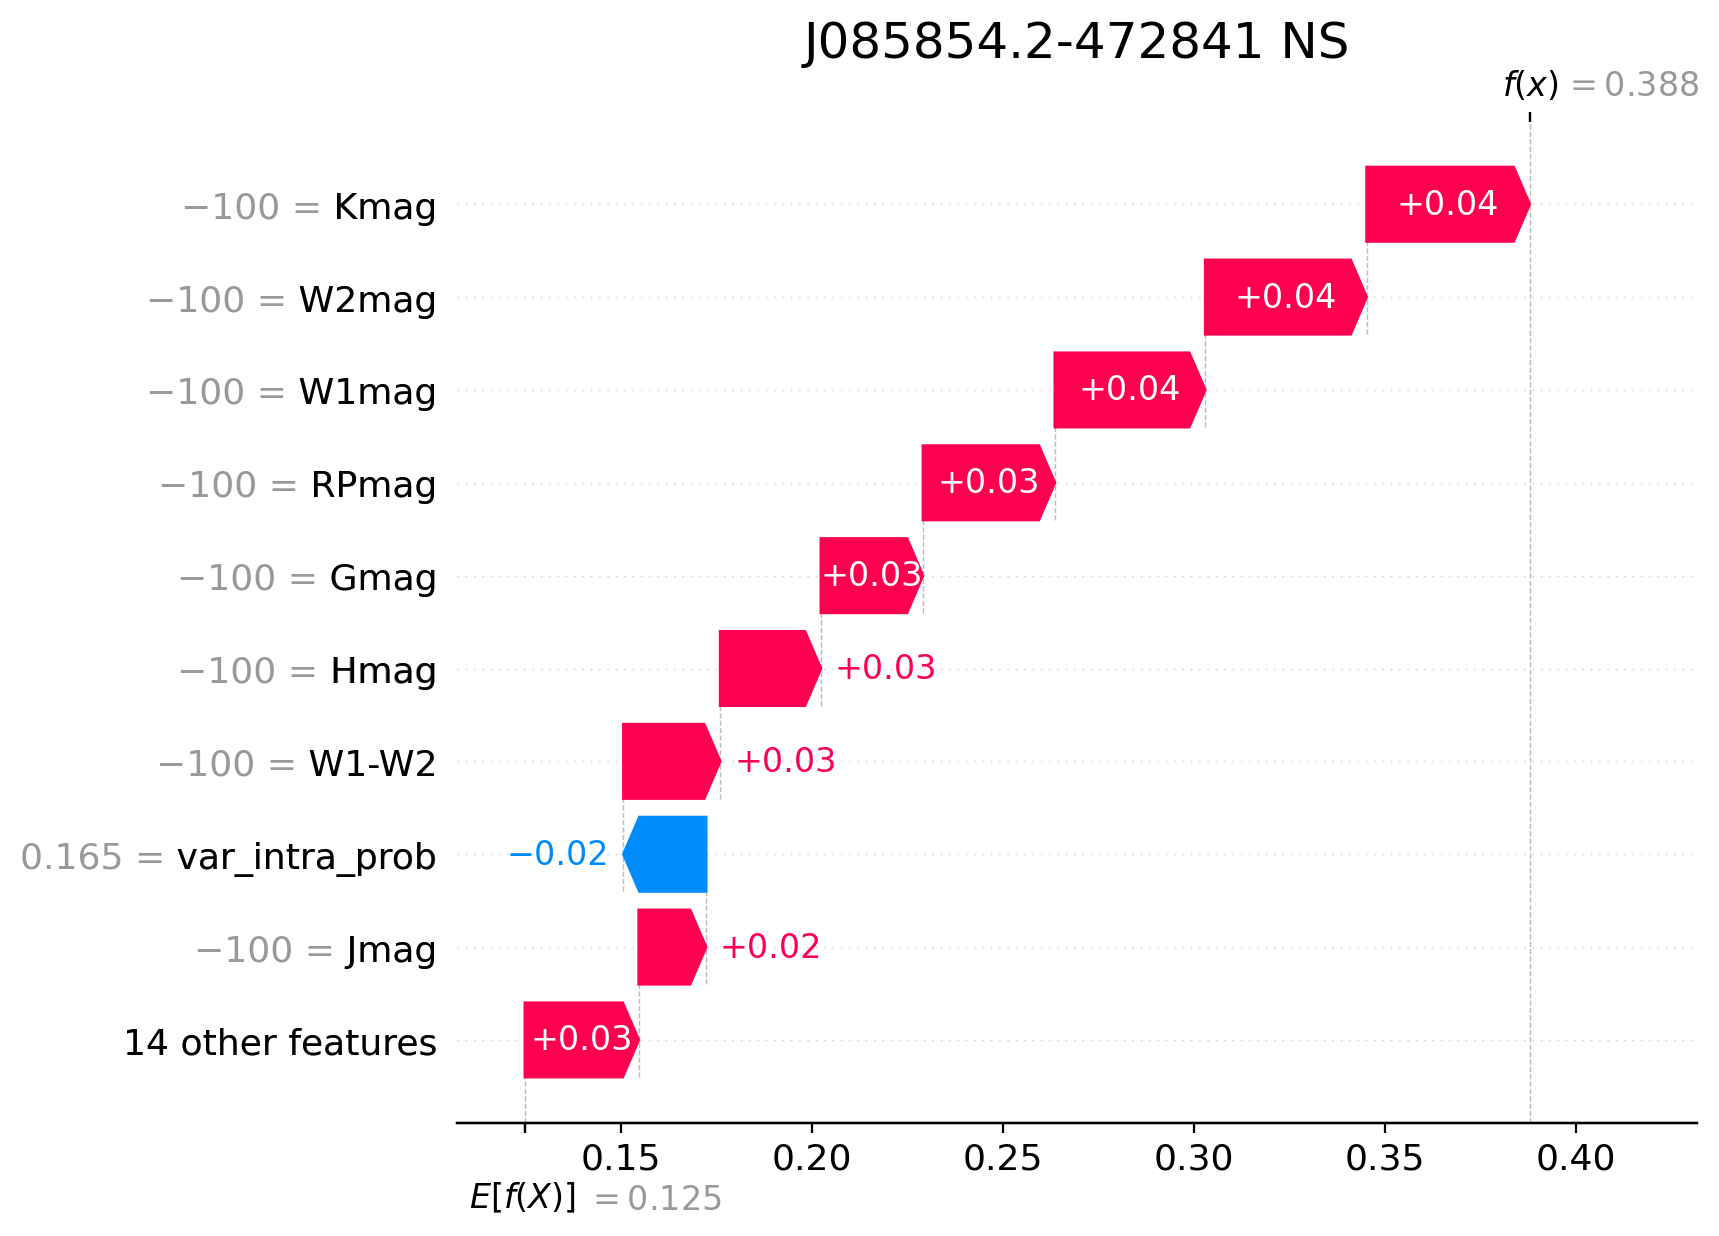 J085854.2-472841 NS
f(x) = 0.388
−100 = Kmag +0.04
−100 = W2mag +0.04
−100 = W1mag +0.04
−100 = RPmag +0.03
−100 = Gmag +0.03
−100 = Hmag +0.03
−100 = W1-W2 +0.03
0.165 = var_intra_prob −0.02
−100 = Jmag +0.02
14 other features +0.03
0.15 0.20 0.25 0.30 0.35 0.40
E[f(X)] = 0.125